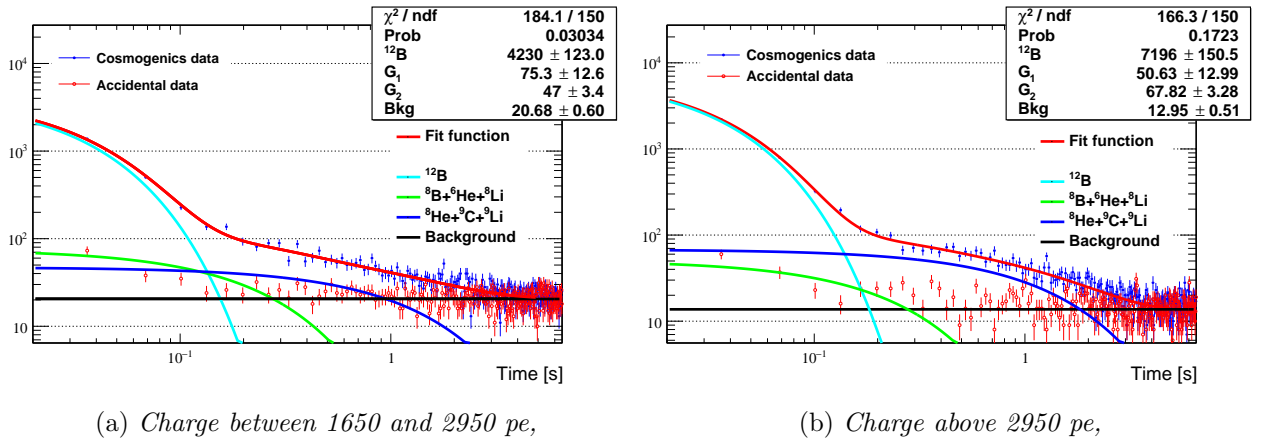 χ² / ndf 184.1 / 150
Prob 0.03034
¹²B 4230 ± 123.0
G₁ 75.3 ± 12.6
G₂ 47 ± 3.4
Bkg 20.68 ± 0.60
Cosmogenics data
Accidental data
Fit function
¹²B
⁸B+⁶He+⁸Li
⁸He+⁹C+⁹Li
Background
10⁴
10³
10²
10
10⁻¹
1
Time [s]
(a) Charge between 1650 and 2950 pe,
χ² / ndf 166.3 / 150
Prob 0.1723
¹²B 7196 ± 150.5
G₁ 50.63 ± 12.99
G₂ 67.82 ± 3.28
Bkg 12.95 ± 0.51
Cosmogenics data
Accidental data
Fit function
¹²B
⁸B+⁶He+⁸Li
⁸He+⁹C+⁹Li
Background
10⁴
10³
10²
10
10⁻¹
1
Time [s]
(b) Charge above 2950 pe,